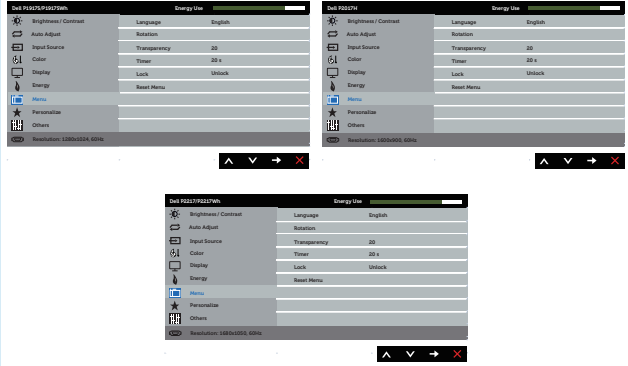 Dell P1917S/P1917SWh Energy Use
Brightness / Contrast Language English
Auto Adjust Rotation
Input Source Transparency 20
Color Timer 20 s
Display Lock Unlock
Energy Reset Menu
Menu
Personalize
Others
Resolution: 1280x1024, 60Hz
Dell P2017H Energy Use
Brightness / Contrast Language English
Auto Adjust Rotation
Input Source Transparency 20
Color Timer 20 s
Display Lock Unlock
Energy Reset Menu
Menu
Personalize
Others
Resolution: 1600x900, 60Hz
Dell P2217/P2217Wh Energy Use
Brightness / Contrast Language English
Auto Adjust Rotation
Input Source Transparency 20
Color Timer 20 s
Display Lock Unlock
Energy Reset Menu
Menu
Personalize
Others
Resolution: 1680x1050, 60Hz